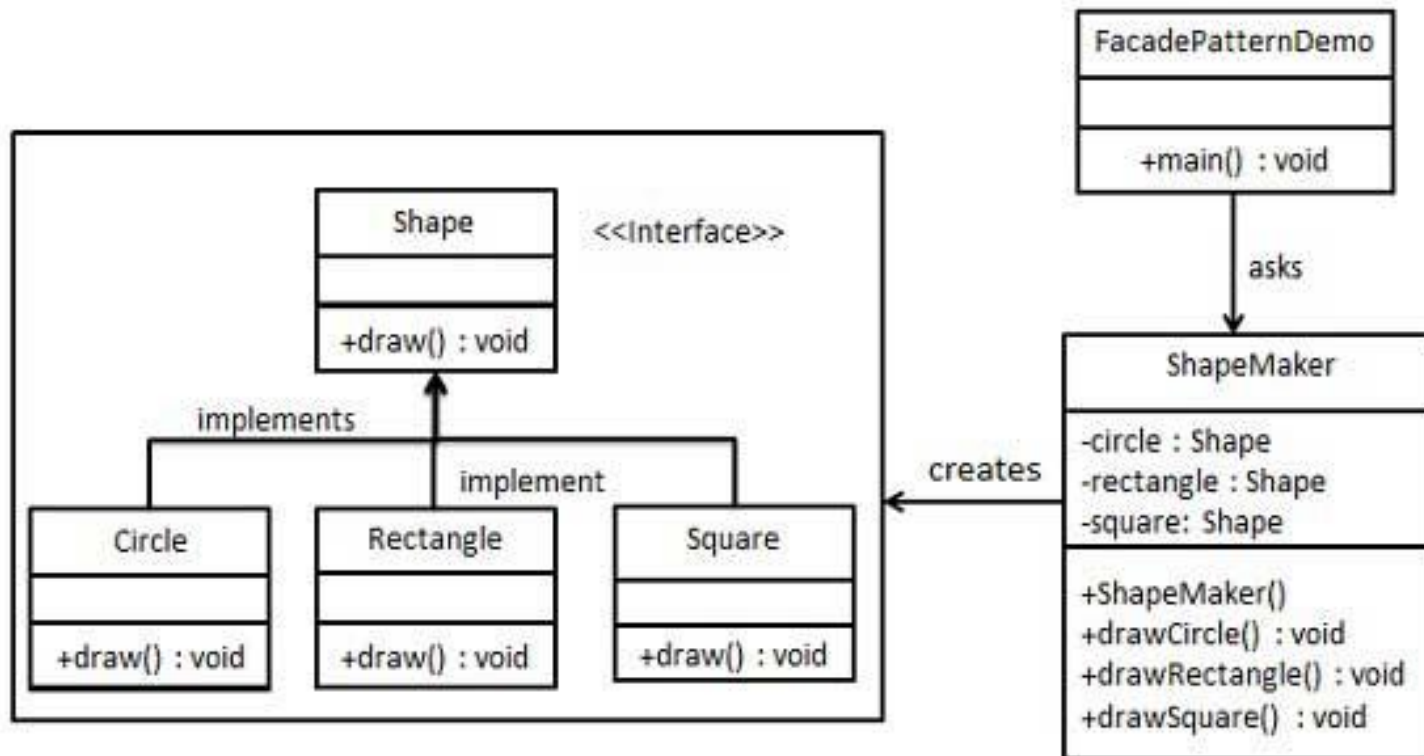 FacadePatternDemo
+main() : void
asks
Shape
<<Interface>>
+draw() : void
implements
implement
Circle
+draw() : void
Rectangle
+draw() : void
Square
+draw() : void
creates
ShapeMaker
-circle : Shape
-rectangle : Shape
-square: Shape
+ShapeMaker()
+drawCircle() : void
+drawRectangle() : void
+drawSquare() : void